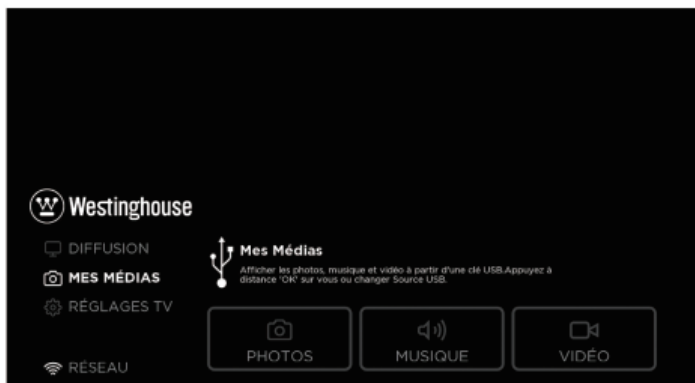 Westinghouse
DIFFUSION
MES MÉDIAS
RÉGLAGES TV
RÉSEAU
Mes Médias
Afficher les photos, musique et vidéo à partir d'une clé USB.Appuyez à
distance 'OK' sur vous ou changer Source USB.
PHOTOS
MUSIQUE
VIDÉO